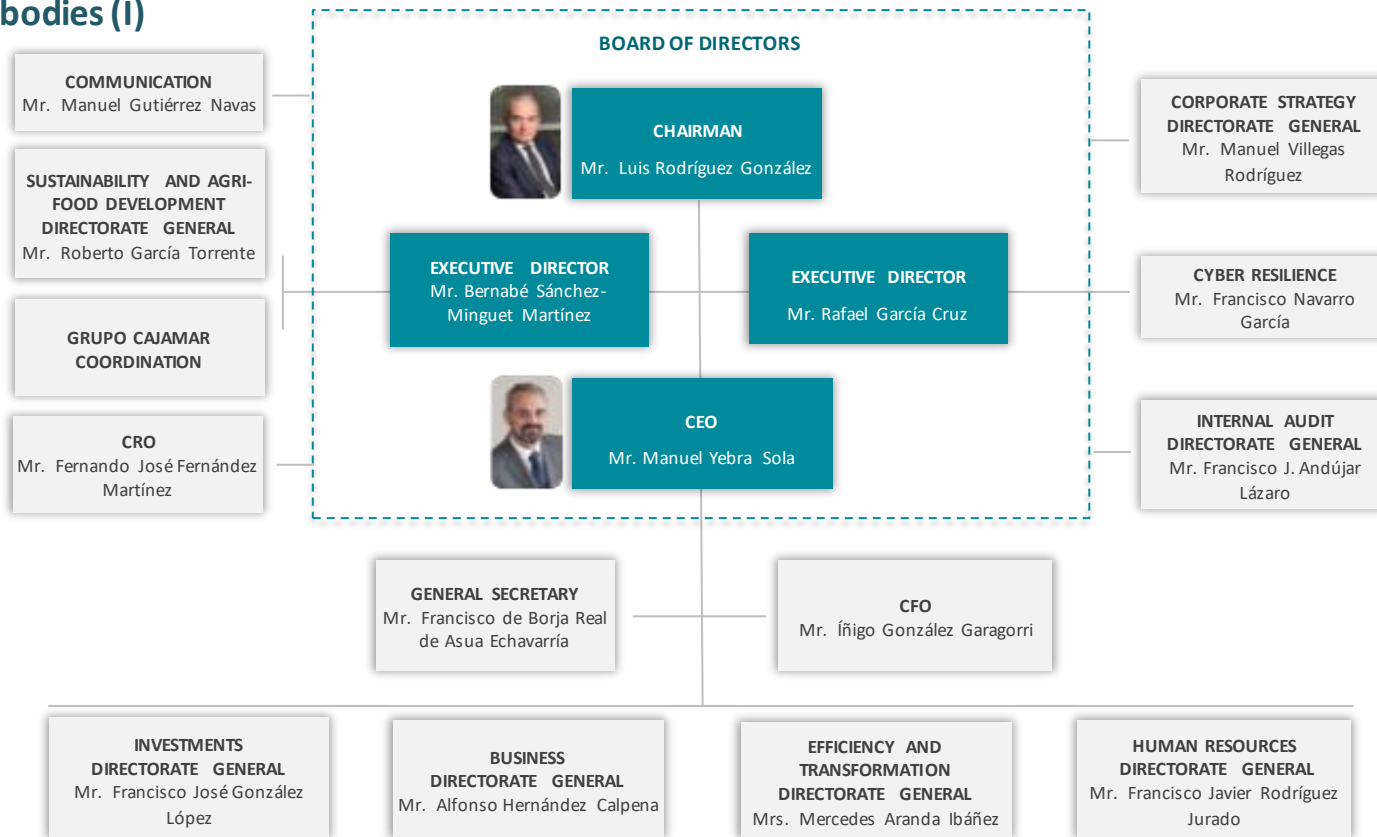 bodies (I)
BOARD OF DIRECTORS
COMMUNICATION
Mr. Manuel Gutiérrez Navas
CHAIRMAN
Mr. Luis Rodríguez González
CORPORATE STRATEGY
DIRECTORATE GENERAL
Mr. Manuel Villegas
Rodríguez
SUSTAINABILITY AND AGRI-
FOOD DEVELOPMENT
DIRECTORATE GENERAL
Mr. Roberto García Torrente
EXECUTIVE DIRECTOR
Mr. Bernabé Sánchez-
Minguet Martínez
EXECUTIVE DIRECTOR
Mr. Rafael García Cruz
CYBER RESILIENCE
Mr. Francisco Navarro
García
GRUPO CAJAMAR
COORDINATION
CRO
Mr. Fernando José Fernández
Martínez
CEO
Mr. Manuel Yebra Sola
INTERNAL AUDIT
DIRECTORATE GENERAL
Mr. Francisco J. Andújar
Lázaro
GENERAL SECRETARY
Mr. Francisco de Borja Real
de Asua Echavarría
CFO
Mr. Íñigo González Garagorri
INVESTMENTS
DIRECTORATE GENERAL
Mr. Francisco José González
López
BUSINESS
DIRECTORATE GENERAL
Mr. Alfonso Hernández Calpena
EFFICIENCY AND
TRANSFORMATION
DIRECTORATE GENERAL
Mrs. Mercedes Aranda Ibáñez
HUMAN RESOURCES
DIRECTORATE GENERAL
Mr. Francisco Javier Rodríguez
Jurado